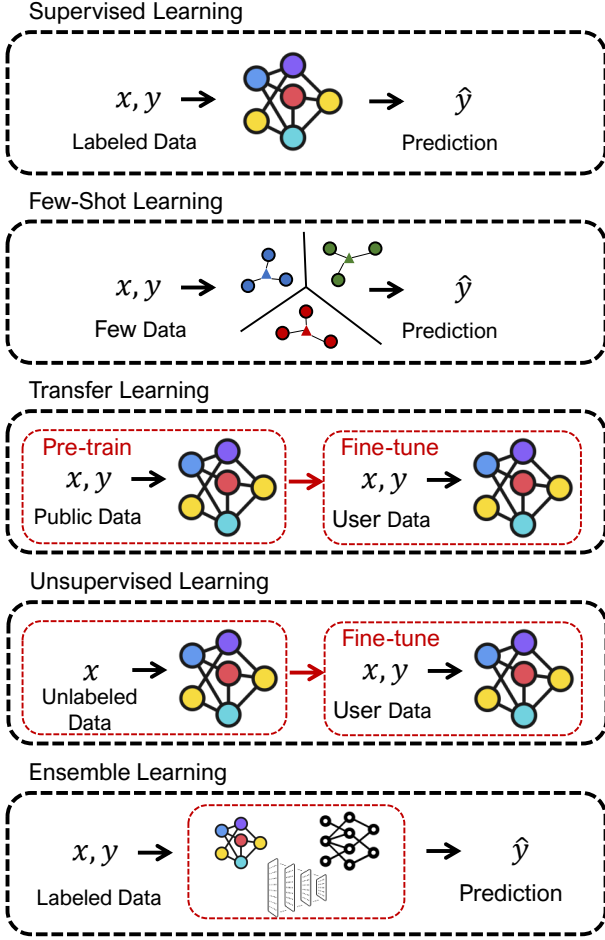 Supervised Learning
x, y
ŷ
Labeled Data
Prediction
Few-Shot Learning
x, y
ŷ
Few Data
Prediction
Transfer Learning
Pre-train
Fine-tune
x, y
x, y
Public Data
User Data
Unsupervised Learning
Fine-tune
x
x, y
Unlabeled
Data
User Data
Ensemble Learning
x, y
ŷ
Labeled Data
Prediction